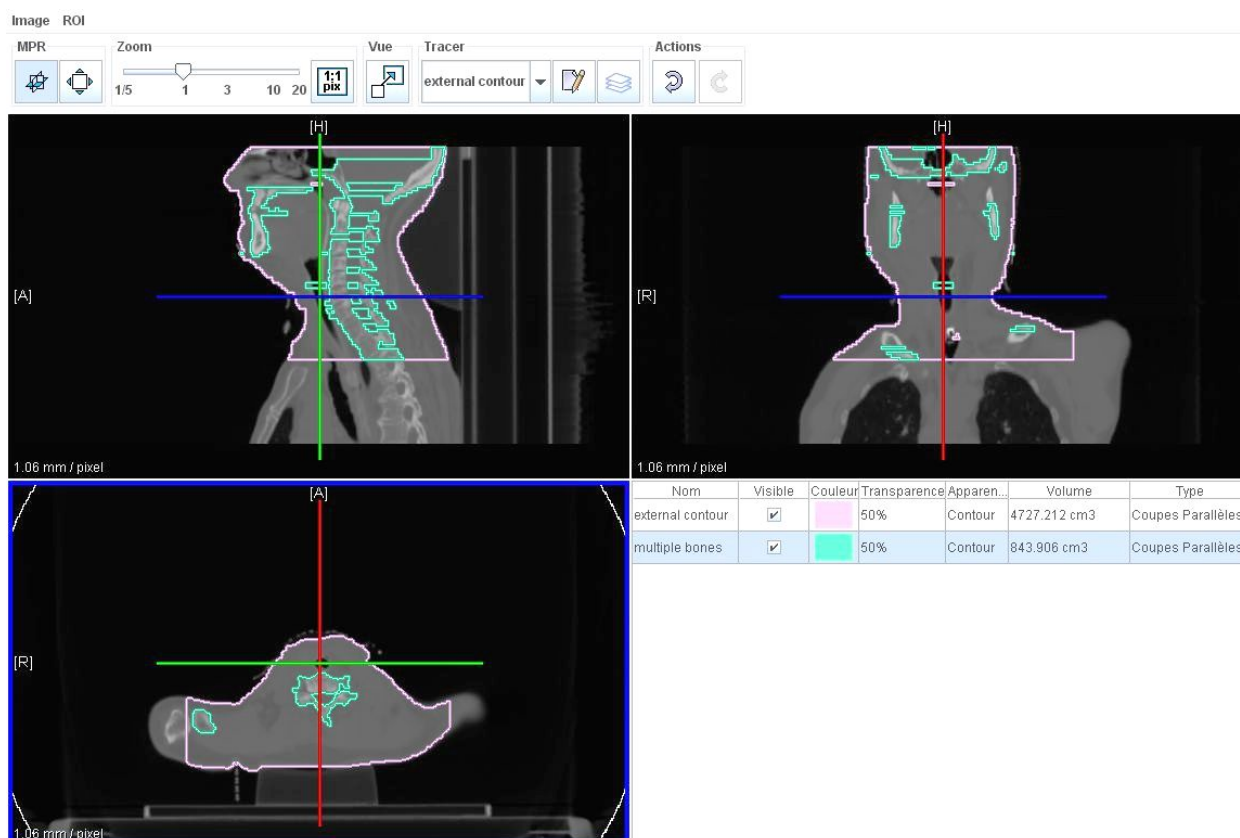 Image ROI
MPR Zoom Vue Tracer Actions
1:1 pix external contour
1/5 1 3 10 20
[H] [H]
[A] [R]
1.06 mm / pixel 1.06 mm / pixel
[A]
Nom Visible Couleur Transparence Apparen... Volume Type
external contour 50% Contour 4727.212 cm3 Coupes Parallèles
multiple bones 50% Contour 843.906 cm3 Coupes Parallèles
[R]
1.06 mm / pixel